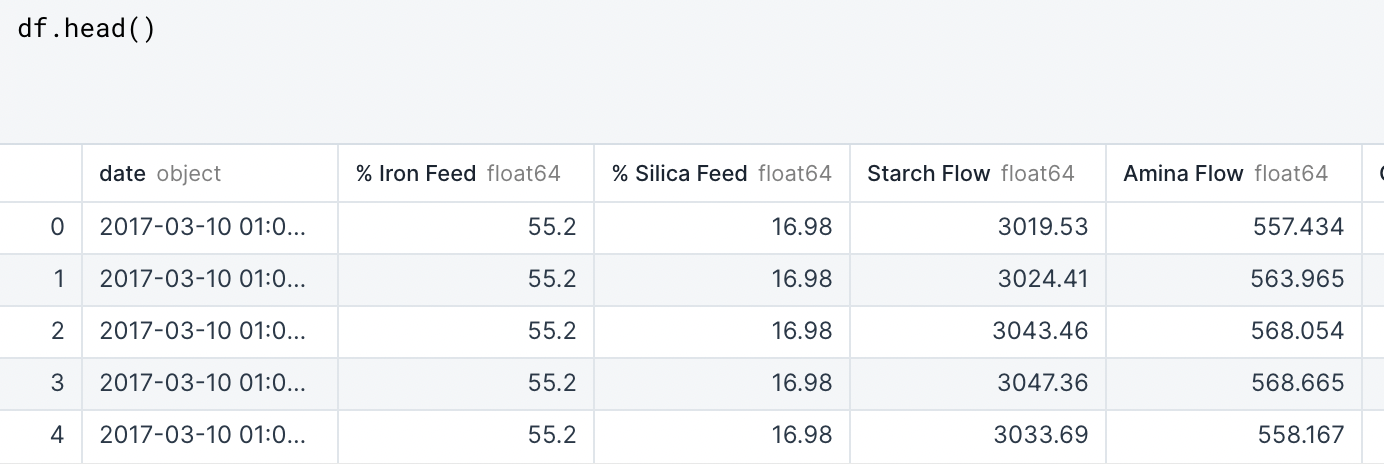 df.head()
date object % Iron Feed float64 % Silica Feed float64 Starch Flow float64 Amina Flow float64
0 2017-03-10 01:0... 55.2 16.98 3019.53 557.434
1 2017-03-10 01:0... 55.2 16.98 3024.41 563.965
2 2017-03-10 01:0... 55.2 16.98 3043.46 568.054
3 2017-03-10 01:0... 55.2 16.98 3047.36 568.665
4 2017-03-10 01:0... 55.2 16.98 3033.69 558.167